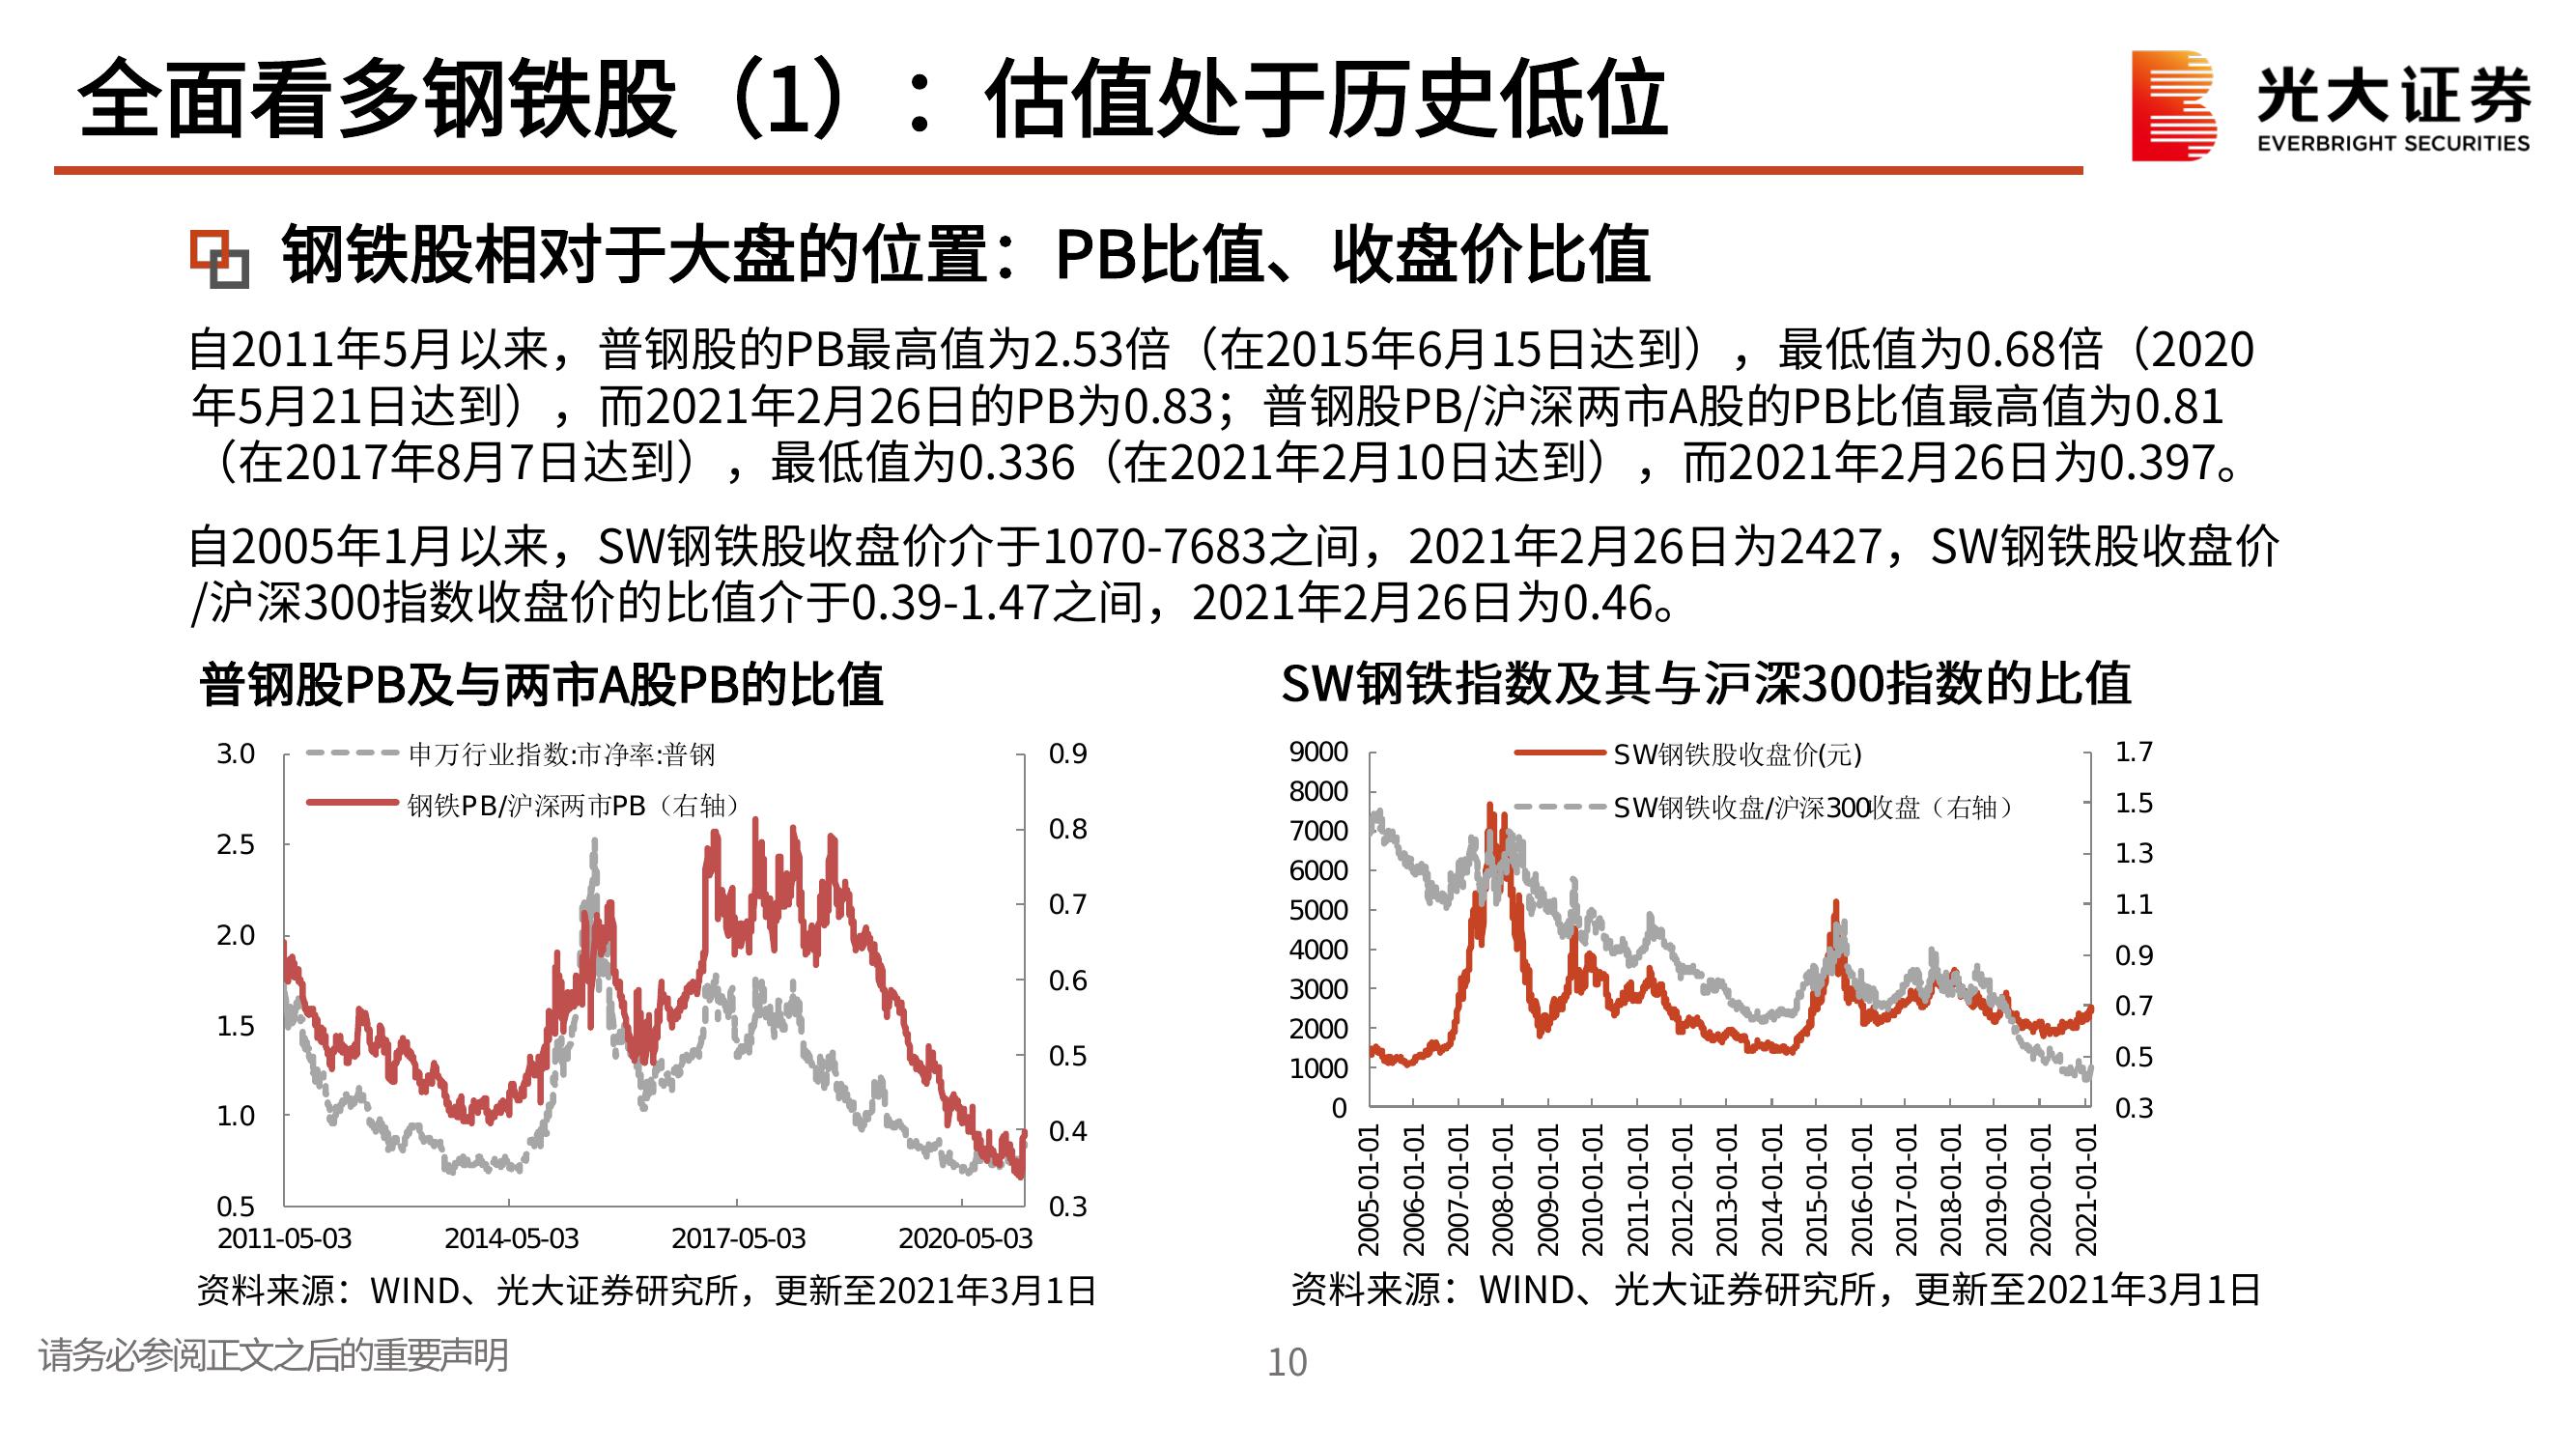 全面看多钢铁股（1）：估值处于历史低位
光大证券
EVERBRIGHT SECURITIES
钢铁股相对于大盘的位置：PB比值、收盘价比值
自2011年5月以来，普钢股的PB最高值为2.53倍（在2015年6月15日达到），最低值为0.68倍（2020
年5月21日达到），而2021年2月26日的PB为0.83；普钢股PB/沪深两市A股的PB比值最高值为0.81
（在2017年8月7日达到），最低值为0.336（在2021年2月10日达到），而2021年2月26日为0.397。
自2005年1月以来，SW钢铁股收盘价介于1070-7683之间，2021年2月26日为2427，SW钢铁股收盘价
/沪深300指数收盘价的比值介于0.39-1.47之间，2021年2月26日为0.46。
普钢股PB及与两市A股PB的比值
申万行业指数:市净率:普钢
钢铁PB/沪深两市PB（右轴）
3.0
2.5
2.0
1.5
1.0
0.5
0.9
0.8
0.7
0.6
0.5
0.4
0.3
2011-05-03
2014-05-03
2017-05-03
2020-05-03
资料来源：WIND、光大证券研究所，更新至2021年3月1日
SW钢铁指数及其与沪深300指数的比值
SW钢铁股收盘价(元)
SW钢铁收盘/沪深300收盘（右轴）
9000
8000
7000
6000
5000
4000
3000
2000
1000
0
1.7
1.5
1.3
1.1
0.9
0.7
0.5
0.3
2005-01-01
2006-01-01
2007-01-01
2008-01-01
2009-01-01
2010-01-01
2011-01-01
2012-01-01
2013-01-01
2014-01-01
2015-01-01
2016-01-01
2017-01-01
2018-01-01
2019-01-01
2020-01-01
2021-01-01
资料来源：WIND、光大证券研究所，更新至2021年3月1日
请务必参阅正文之后的重要声明
10